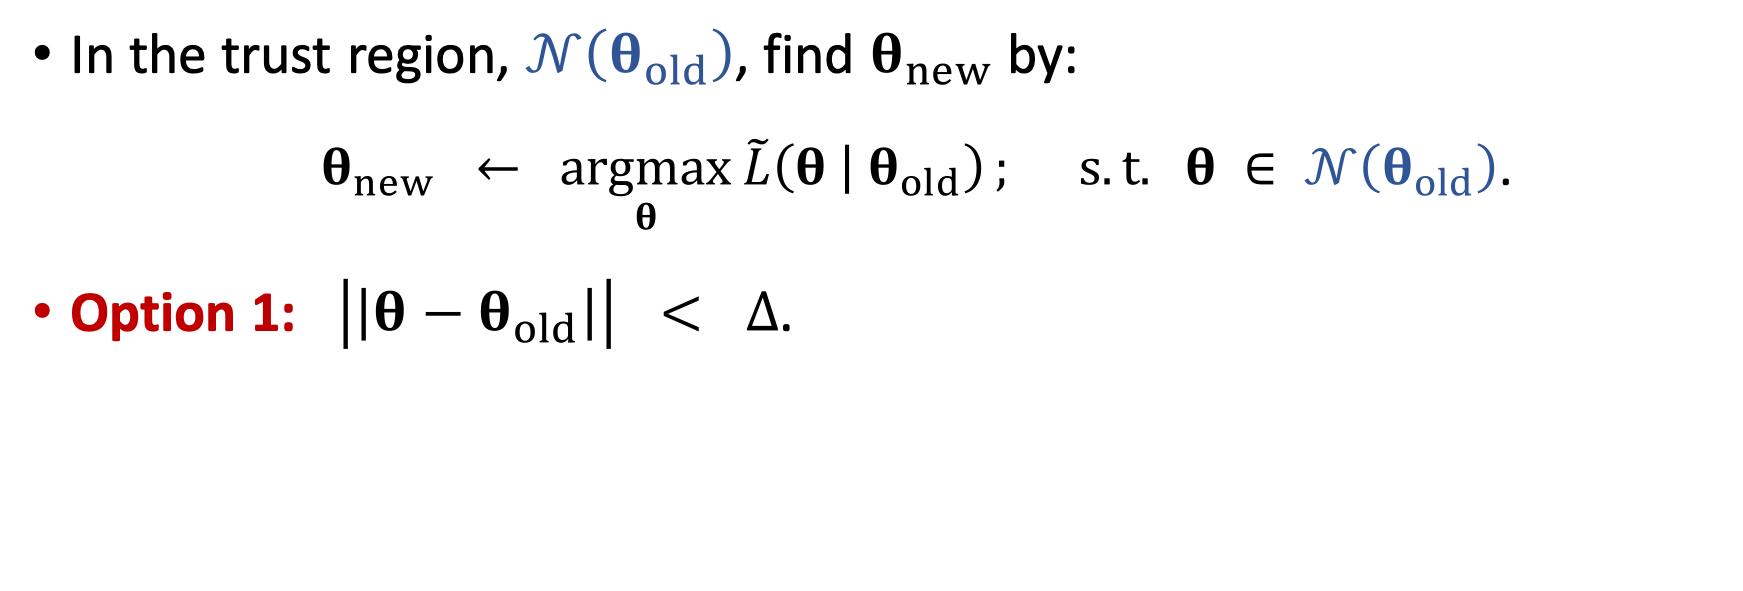 • In the trust region, 𝒩(θ_old), find θ_new by:
θ_new ← argmax_θ L̃(θ | θ_old); s.t. θ ∈ 𝒩(θ_old).
• Option 1: ||θ − θ_old|| < Δ.